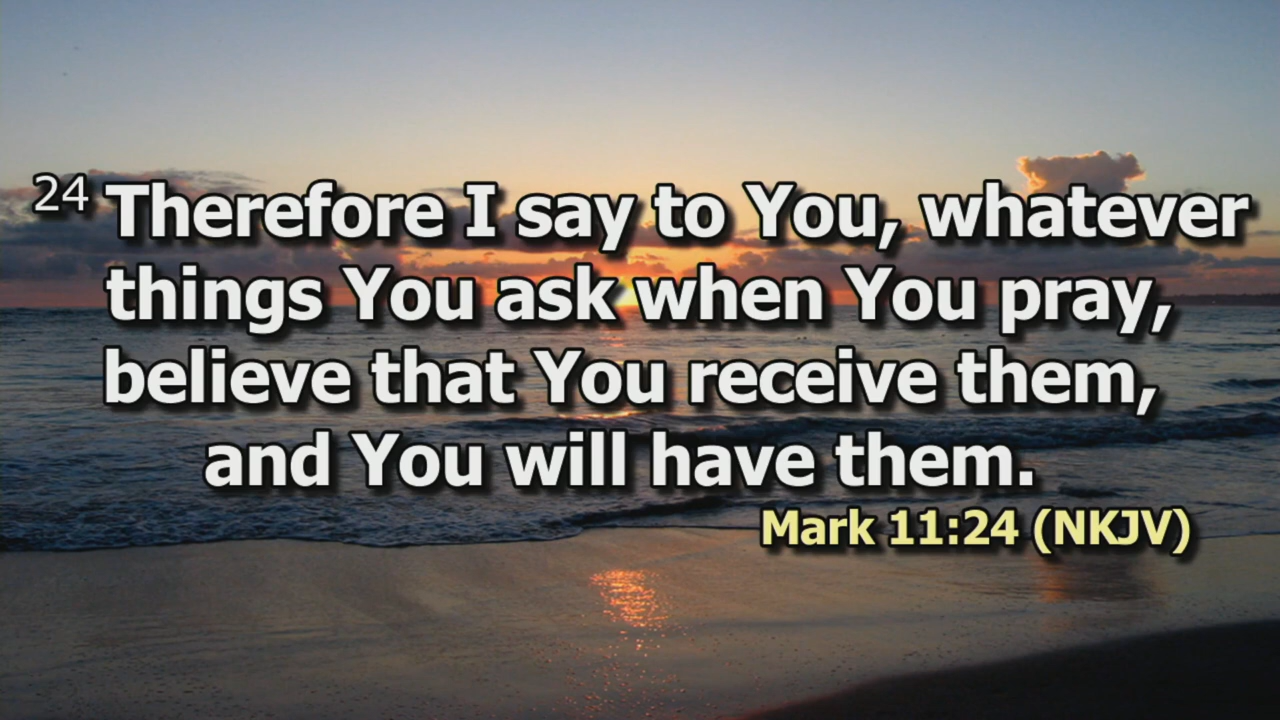 24 Therefore I say to You, whatever
things You ask when You pray,
believe that You receive them,
and You will have them.
Mark 11:24 (NKJV)